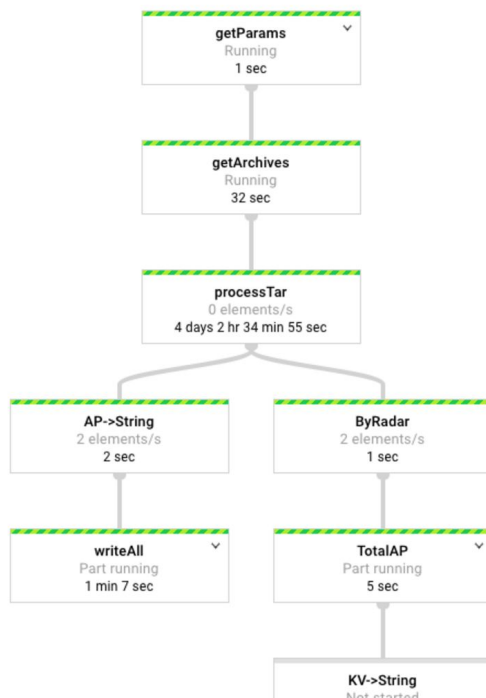 getParams
Running
1 sec
getArchives
Running
32 sec
processTar
0 elements/s
4 days 2 hr 34 min 55 sec
AP->String
2 elements/s
2 sec
ByRadar
2 elements/s
1 sec
writeAll
Part running
1 min 7 sec
TotalAP
Part running
5 sec
KV->String
Not started